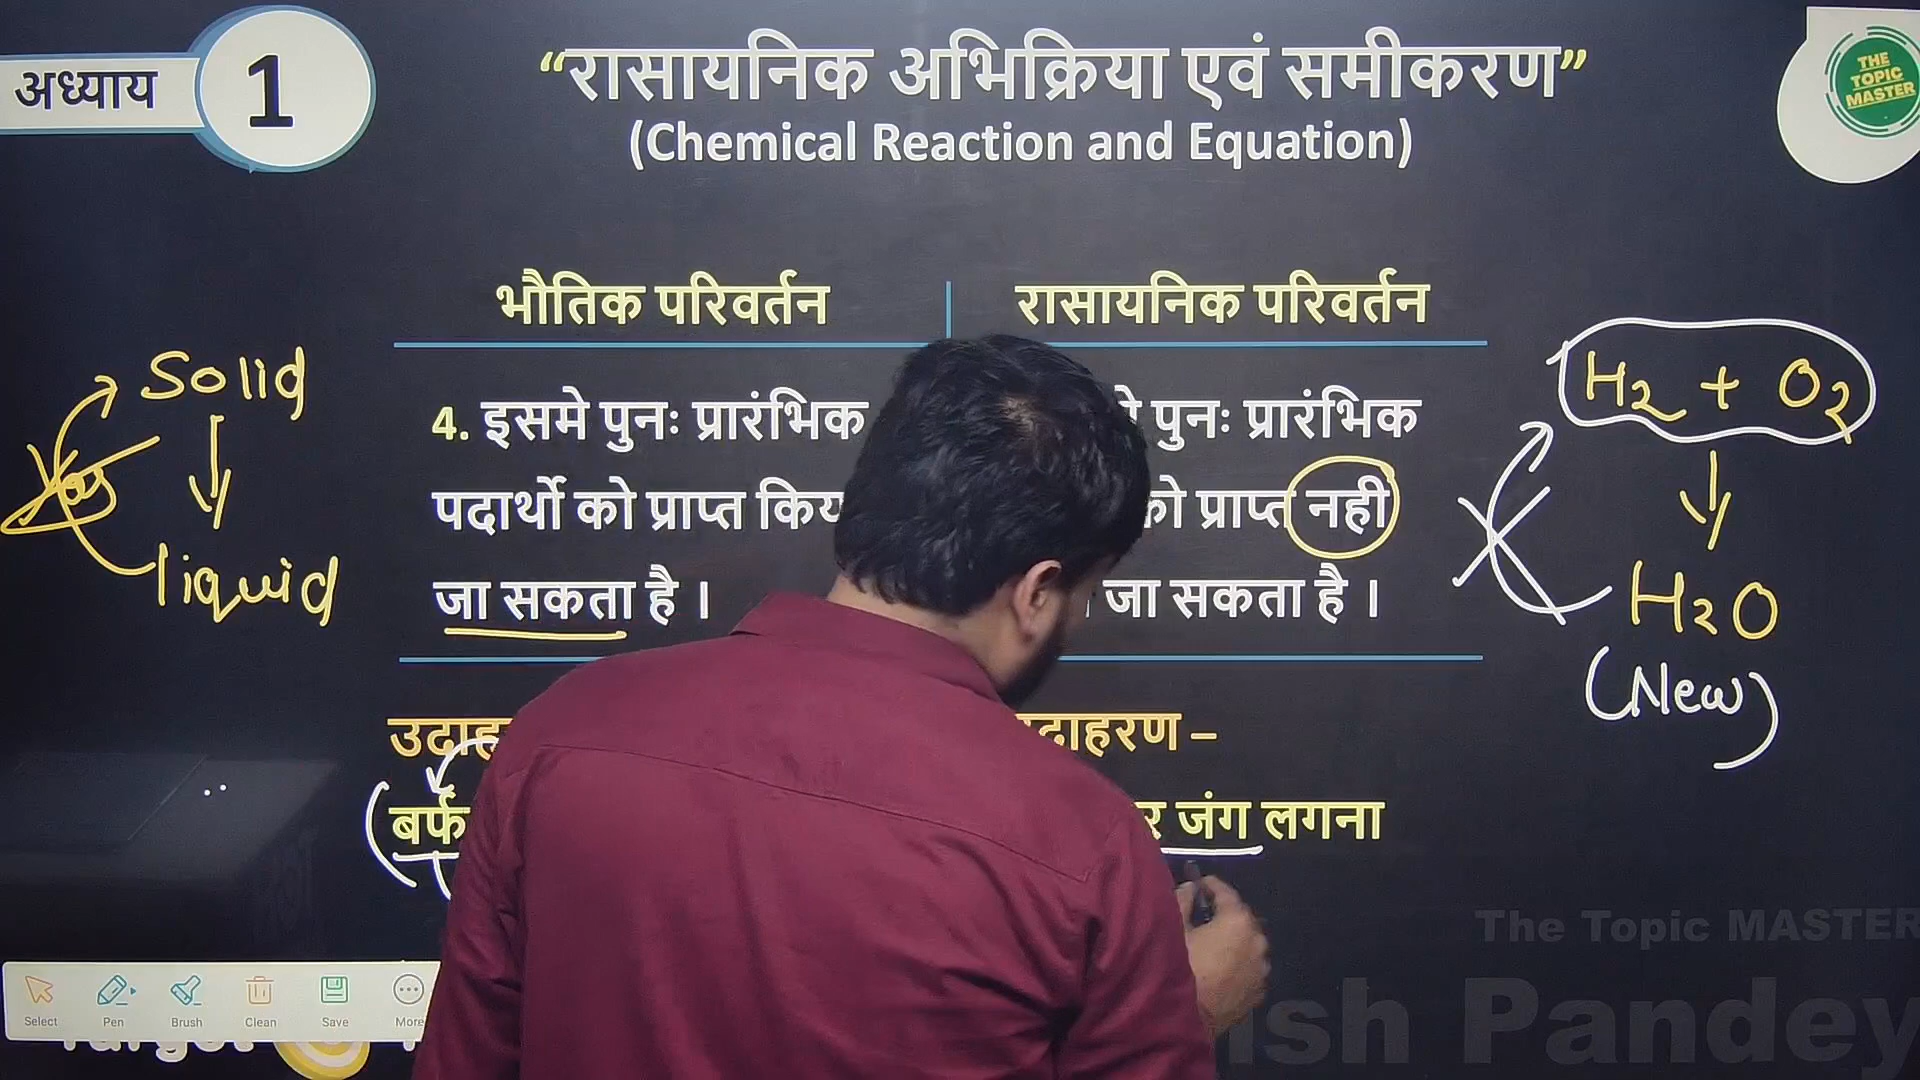 अध्याय 1
“रासायनिक अभिक्रिया एवं समीकरण”
(Chemical Reaction and Equation)
THE
TOPIC
MASTER
भौतिक परिवर्तन
रासायनिक परिवर्तन
4. इसमे पुनः प्रारंभिक
पदार्थो को प्राप्त
जा सकता है ।
पुनः प्रारंभिक
को प्राप्त नही
जा सकता है ।
Solid
liquid
H2 + O2
H2O
(New)
बर्फ
उदाहरण –
जंग लगना
The Topic MASTER
Pandey
Select Pen Brush Clean Save More